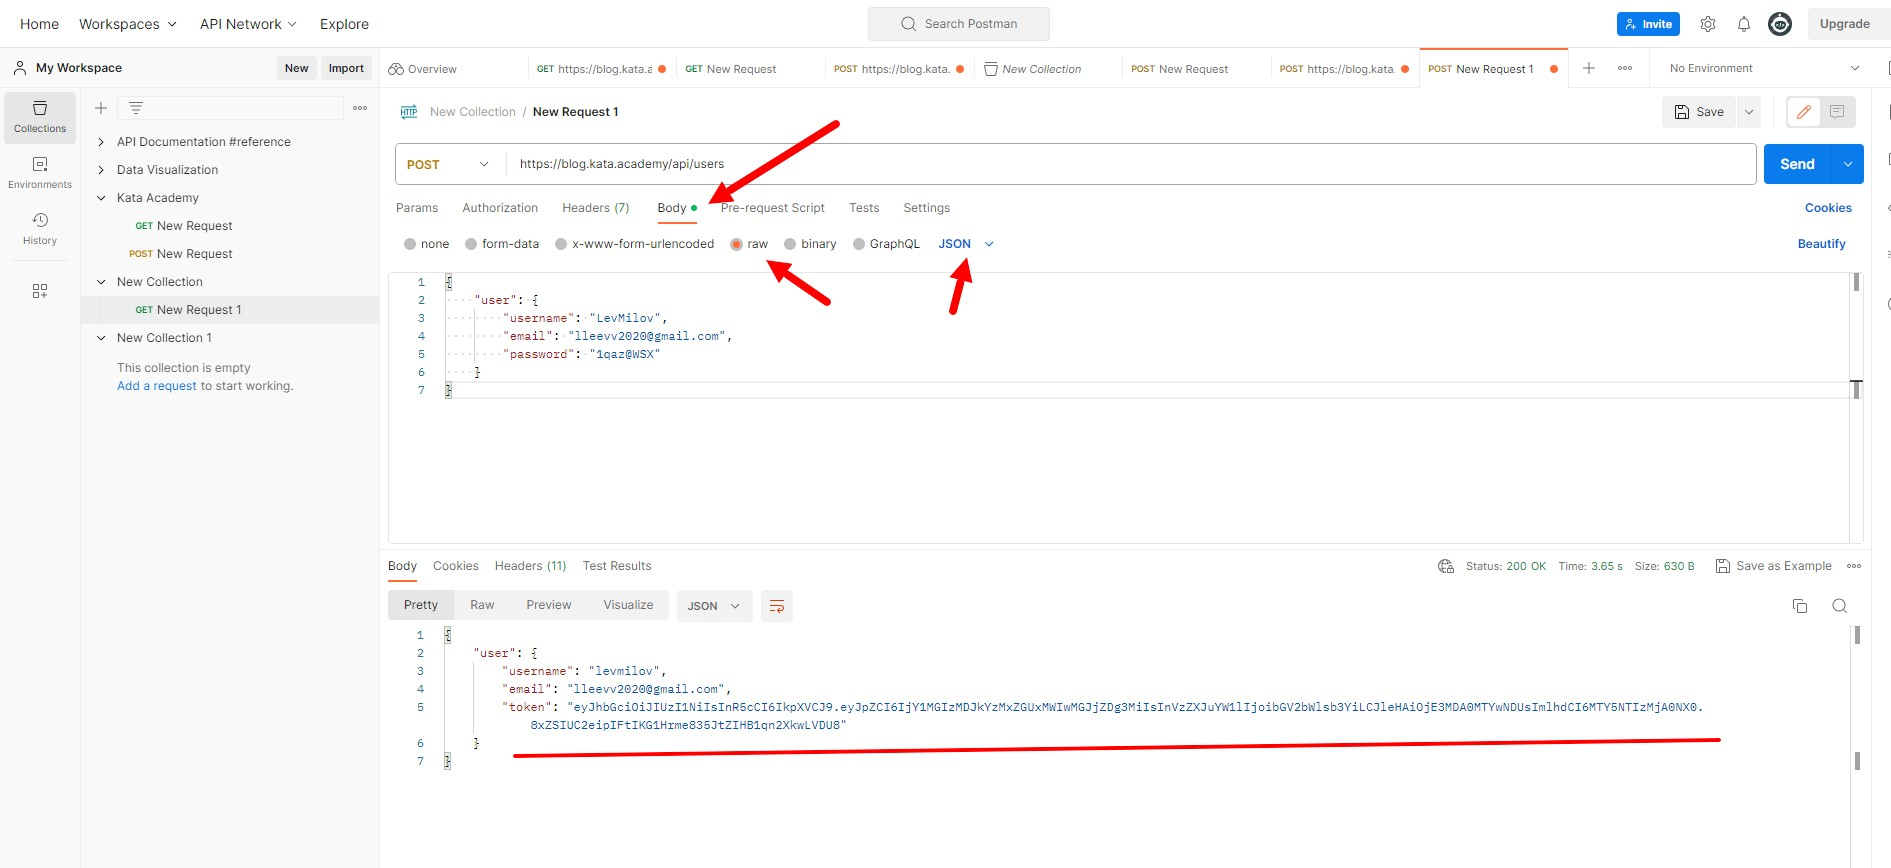 Home Workspaces API Network Explore Search Postman Invite Upgrade
My Workspace New Import Overview GET https://blog.kata.a GET New Request POST https://blog.kata. New Collection POST New Request POST https://blog.kata. POST New Request 1 No Environment
Collections
Environments
History
API Documentation #reference
Data Visualization
Kata Academy
GET New Request
POST New Request
New Collection
GET New Request 1
New Collection 1
This collection is empty
Add a request to start working.
HTTP New Collection / New Request 1 Save
POST https://blog.kata.academy/api/users Send
Params Authorization Headers (7) Body Pre-request Script Tests Settings Cookies
none form-data x-www-form-urlencoded raw binary GraphQL JSON Beautify
1 {
2 "user": {
3 "username": "LevMilov",
4 "email": "lleevv2020@gmail.com",
5 "password": "1qaz@WSX"
6 }
7 }
Body Cookies Headers (11) Test Results Status: 200 OK Time: 3.65 s Size: 630 B Save as Example
Pretty Raw Preview Visualize JSON
1 {
2 "user": {
3 "username": "levmilov",
4 "email": "lleevv2020@gmail.com",
5 "token": "eyJhbGciOiJIUzI1NiIsInR5cCI6IkpXVCJ9.eyJpZCI6IjY1MGIzMDJkYzMxZGUxMWIwMGJjZDg3MiIsInVzZXJuYW1lIjoibGV2bWlsb3YiLCJleHAiOjE3MDA0MTYwNDUsImlhdCI6MTY5NTIzMjA0NX0.
8xZSIUC2eipIFtIKG1Hrme835JtZIHB1qn2XkwLVDU8"
6 }
7 }